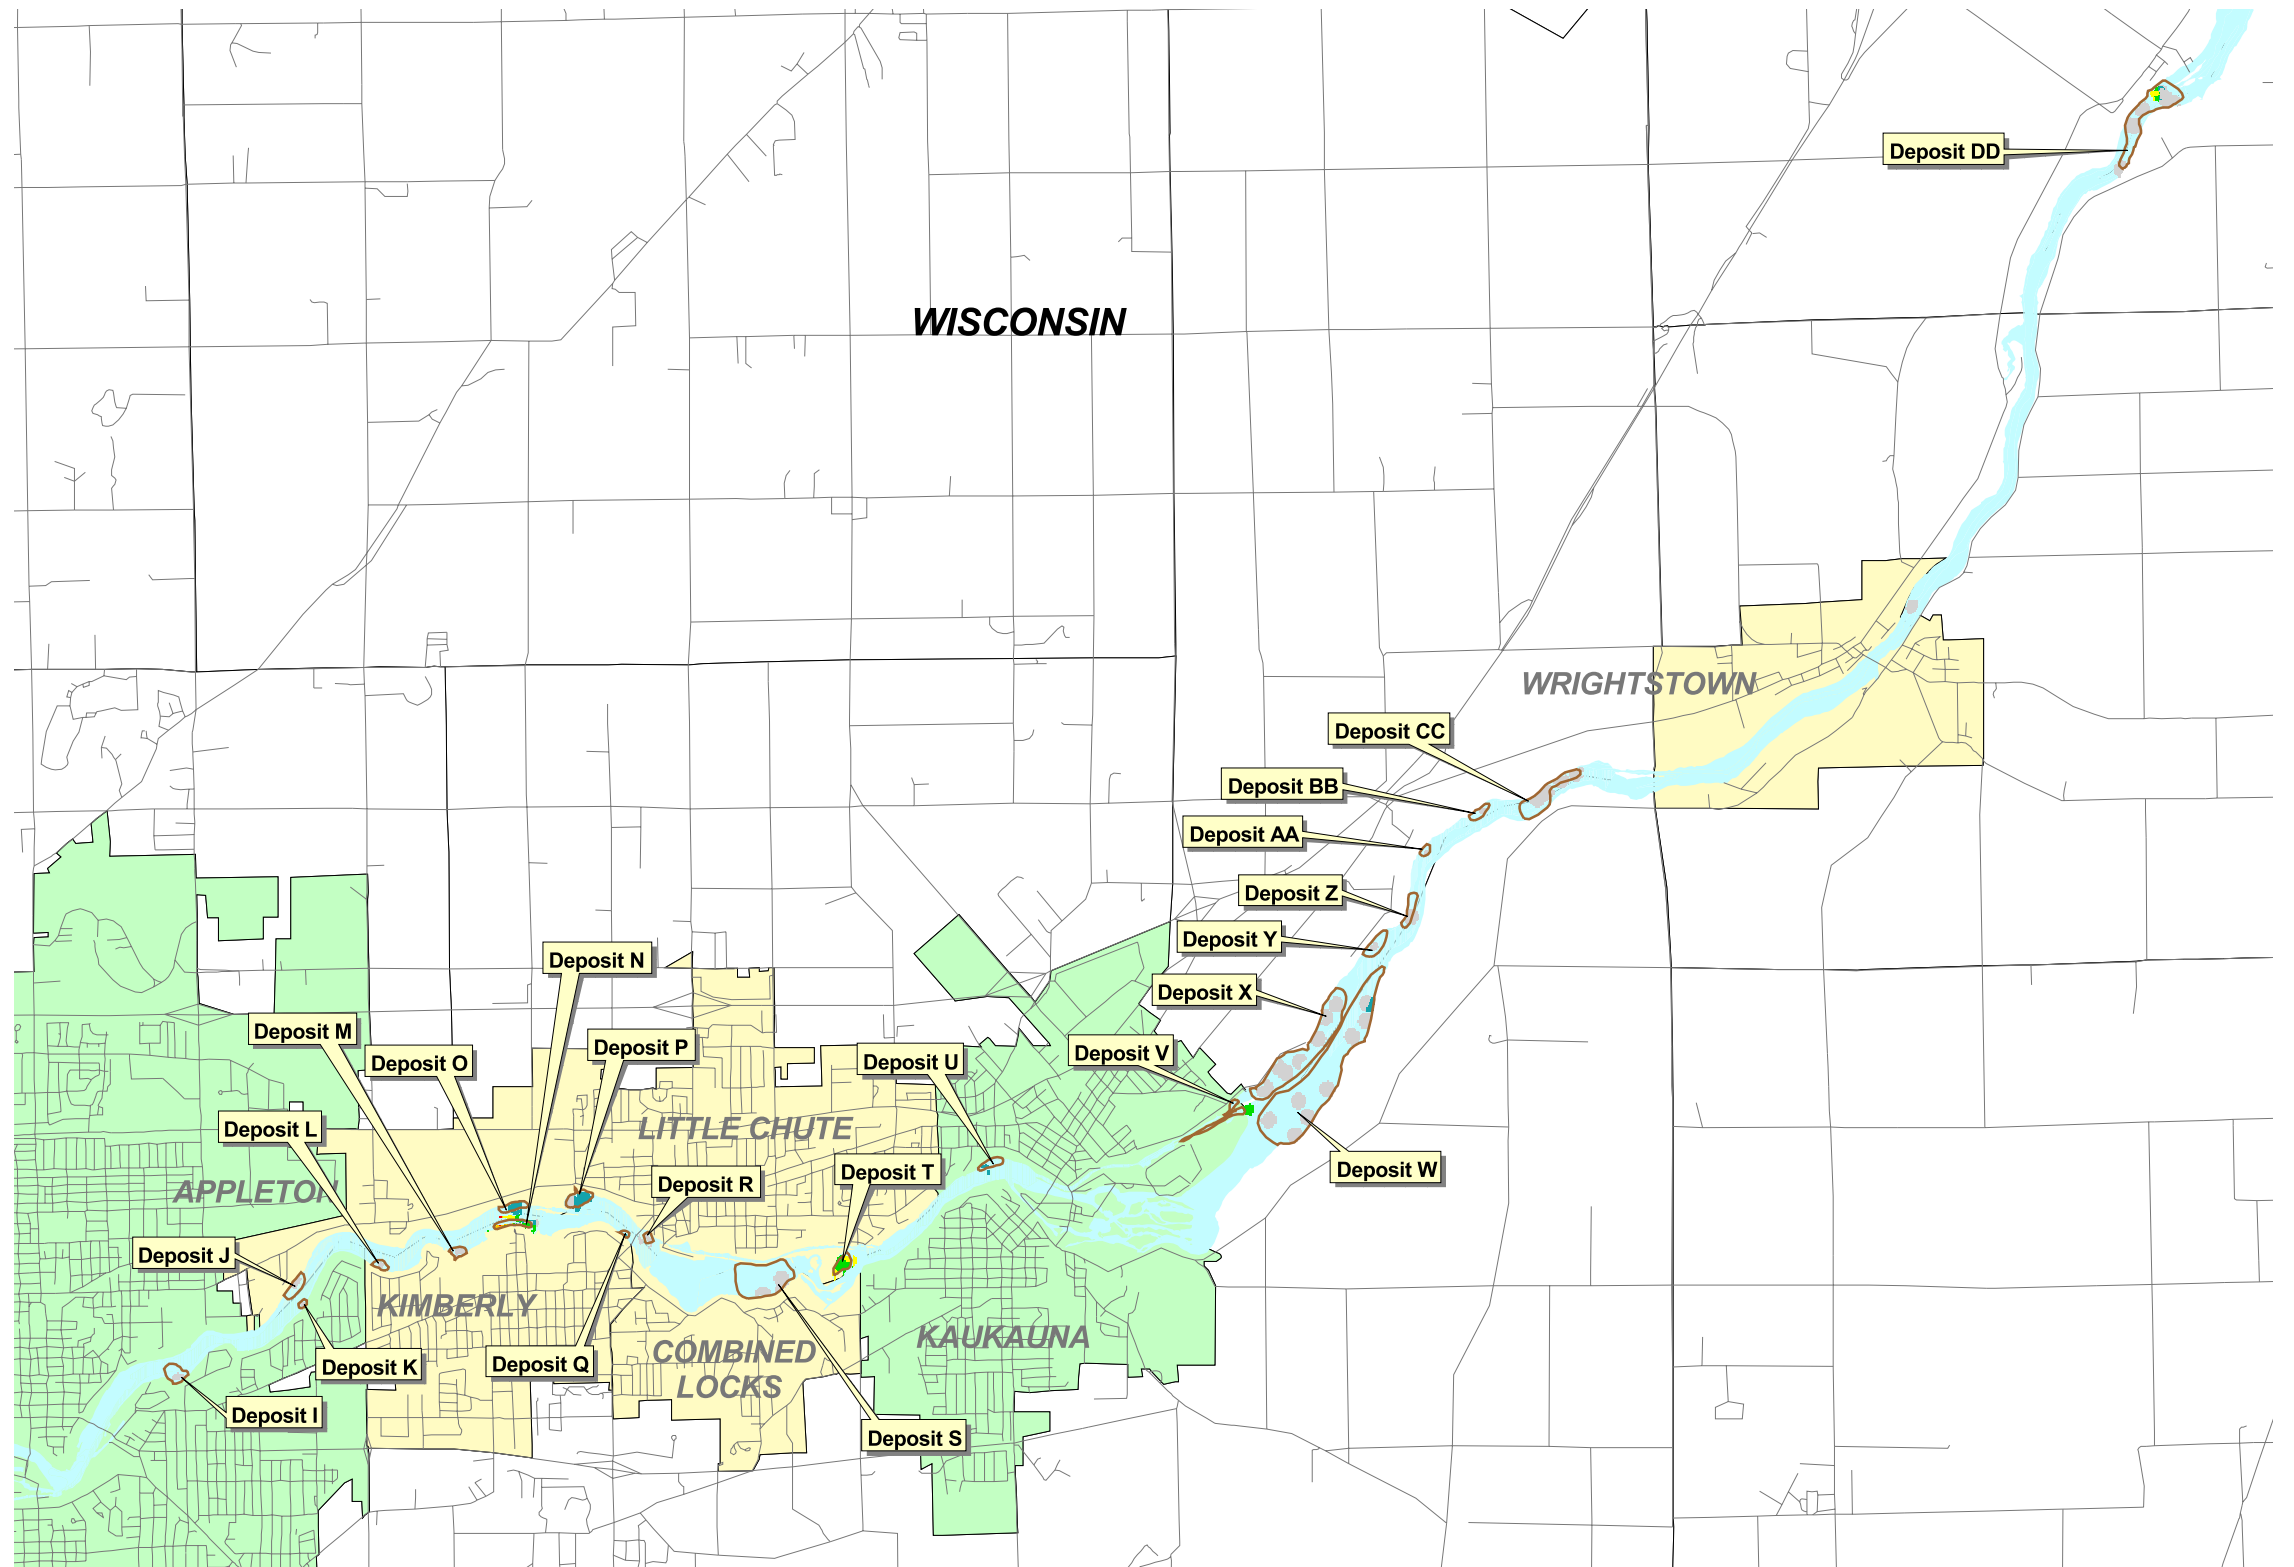 Deposit DD
WISCONSIN
WRIGHTSTOWN
Deposit CC
Deposit BB
Deposit AA
Deposit Z
Deposit Y
Deposit N
Deposit X
Deposit M
Deposit P
Deposit V
Deposit O
Deposit U
Deposit L
LITTLE CHUTE
Deposit W
Deposit T
Deposit R
APPLETON
Deposit J
KIMBERLY
KAUKAUNA
COMBINED
LOCKS
Deposit Q
Deposit K
Deposit I
Deposit S